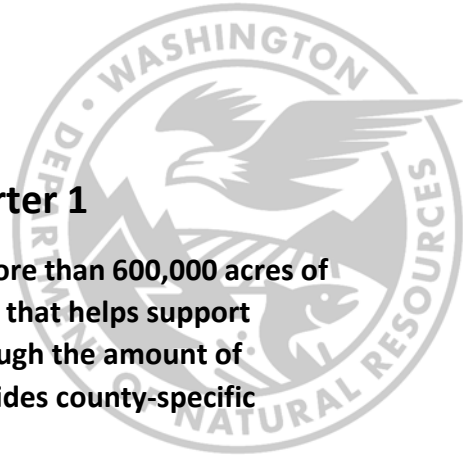 WASHINGTON
DEPARTMENT
OF NATURAL
RESOURCES
rter 1
ore than 600,000 acres of
that helps support
ugh the amount of
ides county-specific